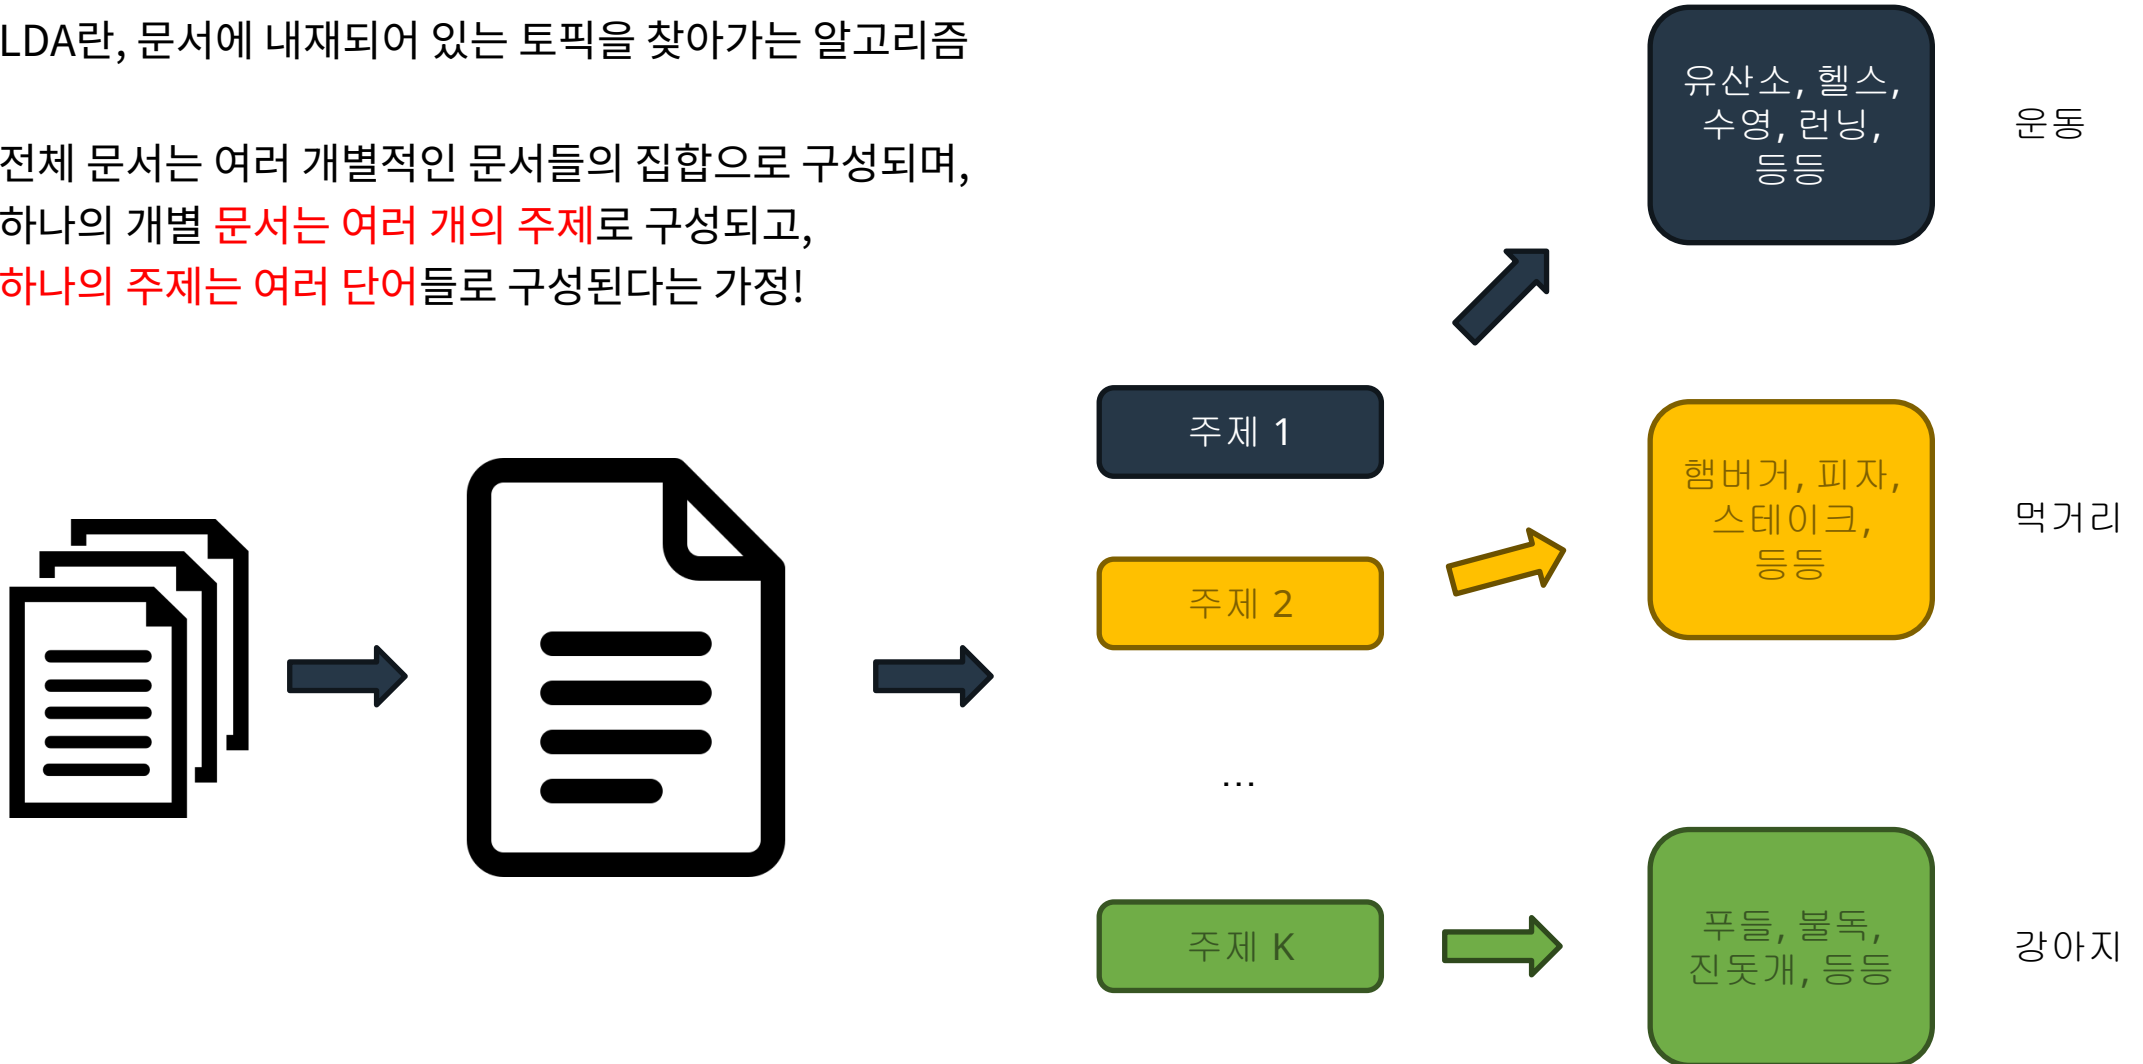 LDA란, 문서에 내재되어 있는 토픽을 찾아가는 알고리즘
전체 문서는 여러 개별적인 문서들의 집합으로 구성되며,
하나의 개별 문서는 여러 개의 주제로 구성되고,
하나의 주제는 여러 단어들로 구성된다는 가정!
주제 1
주제 2
...
주제 K
유산소, 헬스,
수영, 런닝,
등등
운동
햄버거, 피자,
스테이크,
등등
먹거리
푸들, 불독,
진돗개, 등등
강아지